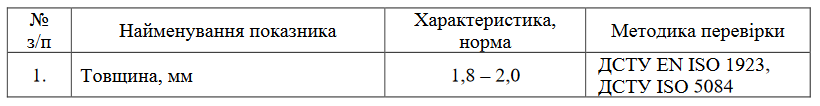 № з/п Найменування показника Характеристика, норма Методика перевірки
1. Товщина, мм 1,8 – 2,0 ДСТУ EN ISO 1923, ДСТУ ISO 5084